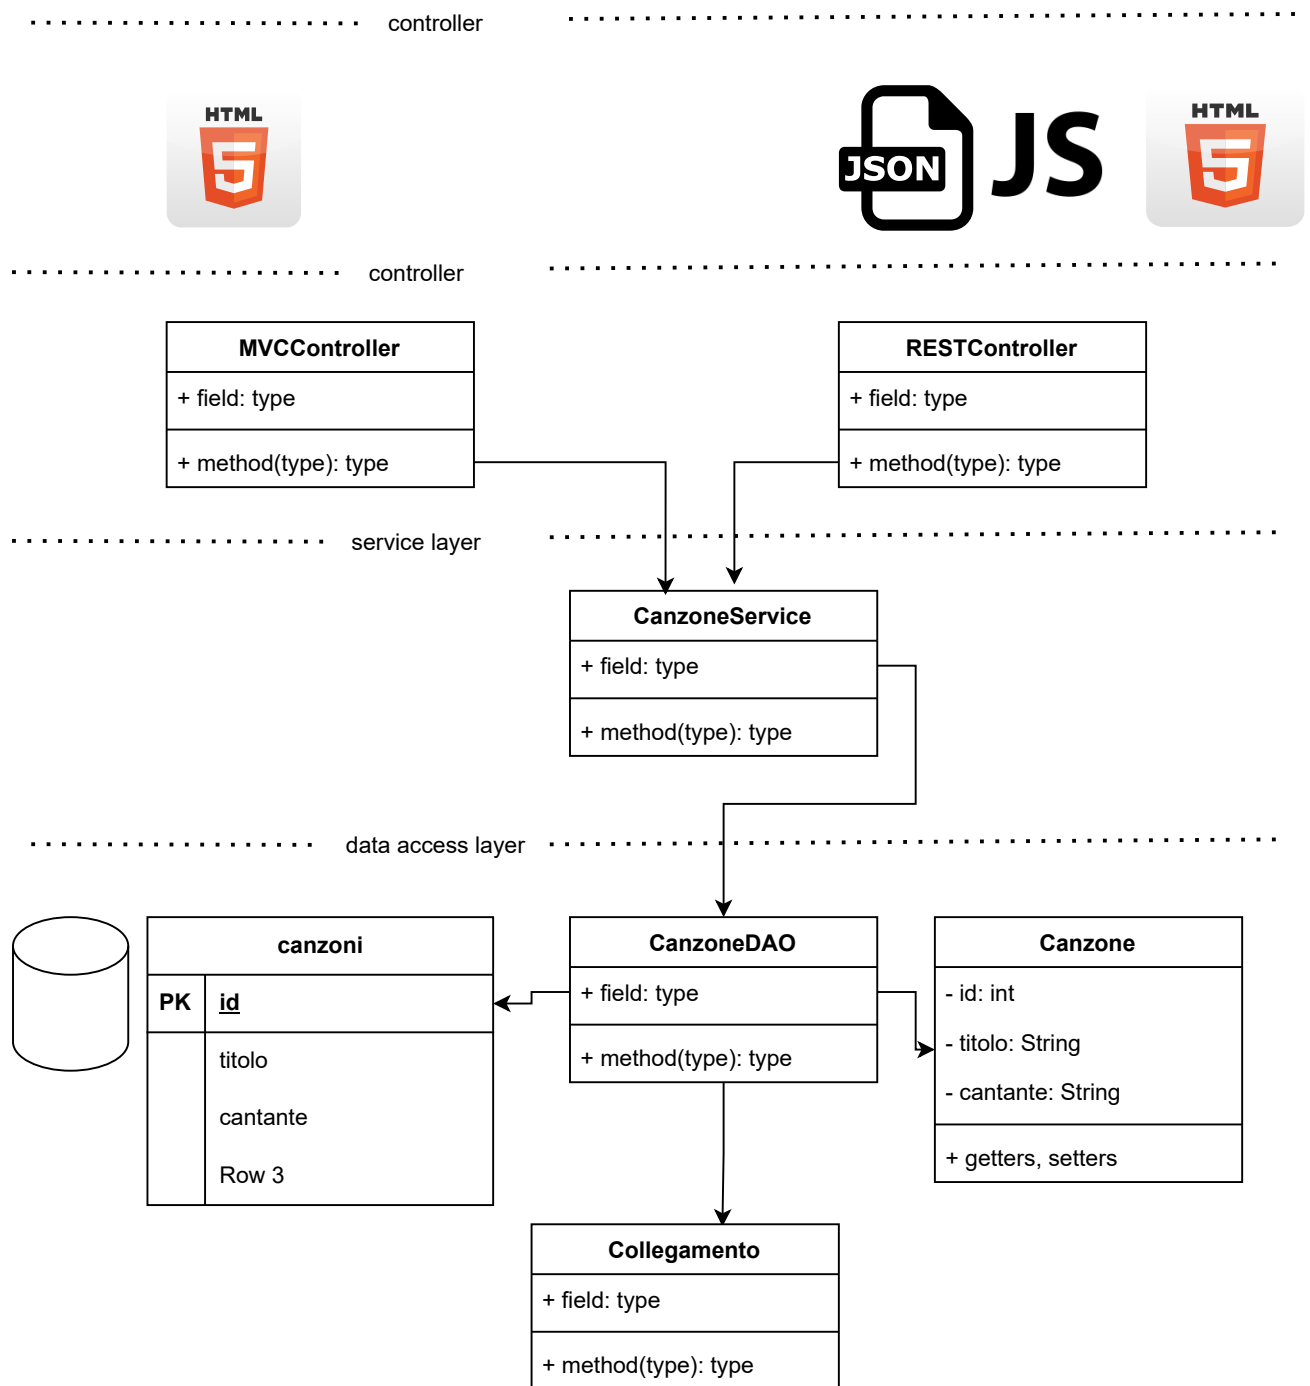 controller
HTML
JSON
JS
HTML
controller
MVCController
+ field: type
+ method(type): type
RESTController
+ field: type
+ method(type): type
service layer
CanzoneService
+ field: type
+ method(type): type
data access layer
canzoni
PK id
titolo
cantante
Row 3
CanzoneDAO
+ field: type
+ method(type): type
Canzone
- id: int
- titolo: String
- cantante: String
+ getters, setters
Collegamento
+ field: type
+ method(type): type